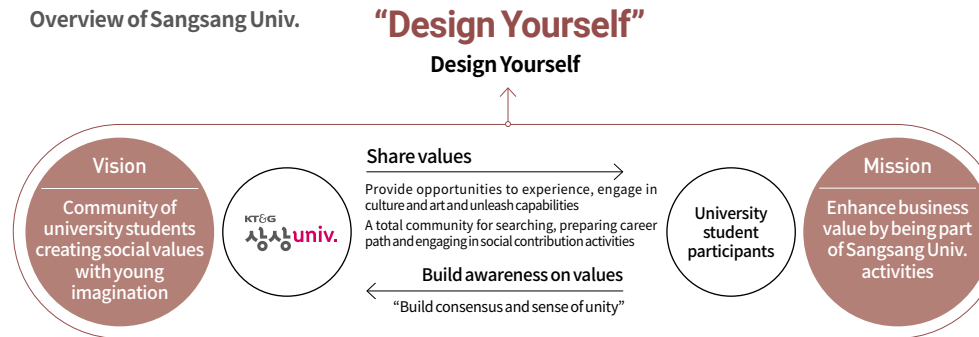 Overview of Sangsang Univ.
“Design Yourself”
Design Yourself
Vision
Community of
university students
creating social values
with young
imagination
KT&G
상상univ.
Share values
Provide opportunities to experience, engage in
culture and art and unleash capabilities
A total community for searching, preparing career
path and engaging in social contribution activities
Build awareness on values
“Build consensus and sense of unity”
University
student
participants
Mission
Enhance business
value by being part
of Sangsang Univ.
activities